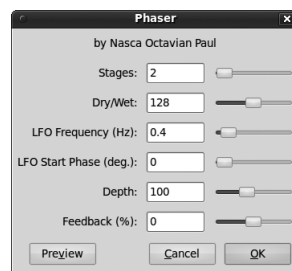 Phaser
by Nasca Octavian Paul
Stages: 2
Dry/Wet: 128
LFO Frequency (Hz): 0.4
LFO Start Phase (deg.): 0
Depth: 100
Feedback (%): 0
Preview Cancel OK